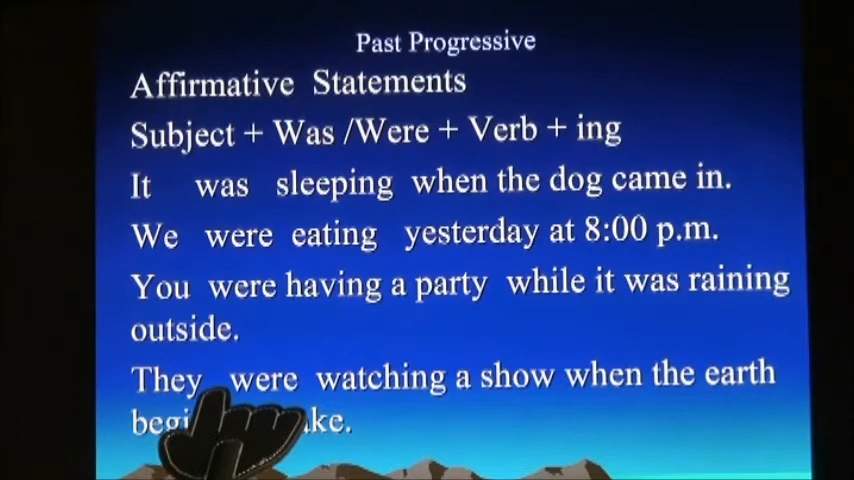 Past Progressive
Affirmative Statements
Subject + Was /Were + Verb + ing
It was sleeping when the dog came in.
We were eating yesterday at 8:00 p.m.
You were having a party while it was raining
outside.
They were watching a show when the earth